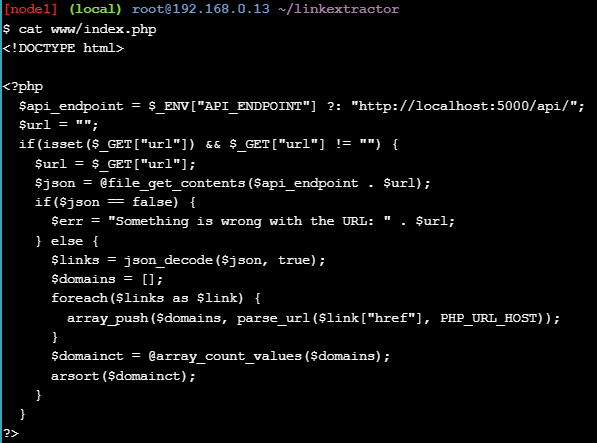 [node1] (local) root@192.168.0.13 ~/linkextractor
$ cat www/index.php
<!DOCTYPE html>

<?php
  $api_endpoint = $_ENV["API_ENDPOINT"] ?: "http://localhost:5000/api/";
  $url = "";
  if(isset($_GET["url"]) && $_GET["url"] != "") {
    $url = $_GET["url"];
    $json = @file_get_contents($api_endpoint . $url);
    if($json == false) {
      $err = "Something is wrong with the URL: " . $url;
    } else {
      $links = json_decode($json, true);
      $domains = [];
      foreach($links as $link) {
        array_push($domains, parse_url($link["href"], PHP_URL_HOST));
      }
      $domainct = @array_count_values($domains);
      arsort($domainct);
    }
  }
?>